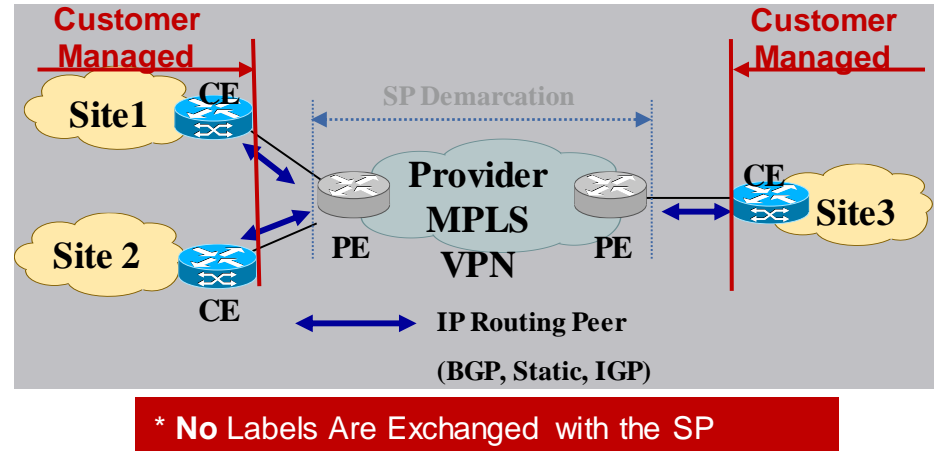 Customer
Managed
Customer
Managed
CE
Site1
SP Demarcation
Provider
MPLS
VPN
PE
PE
CE
Site3
Site 2
CE
IP Routing Peer
(BGP, Static, IGP)
* No Labels Are Exchanged with the SP